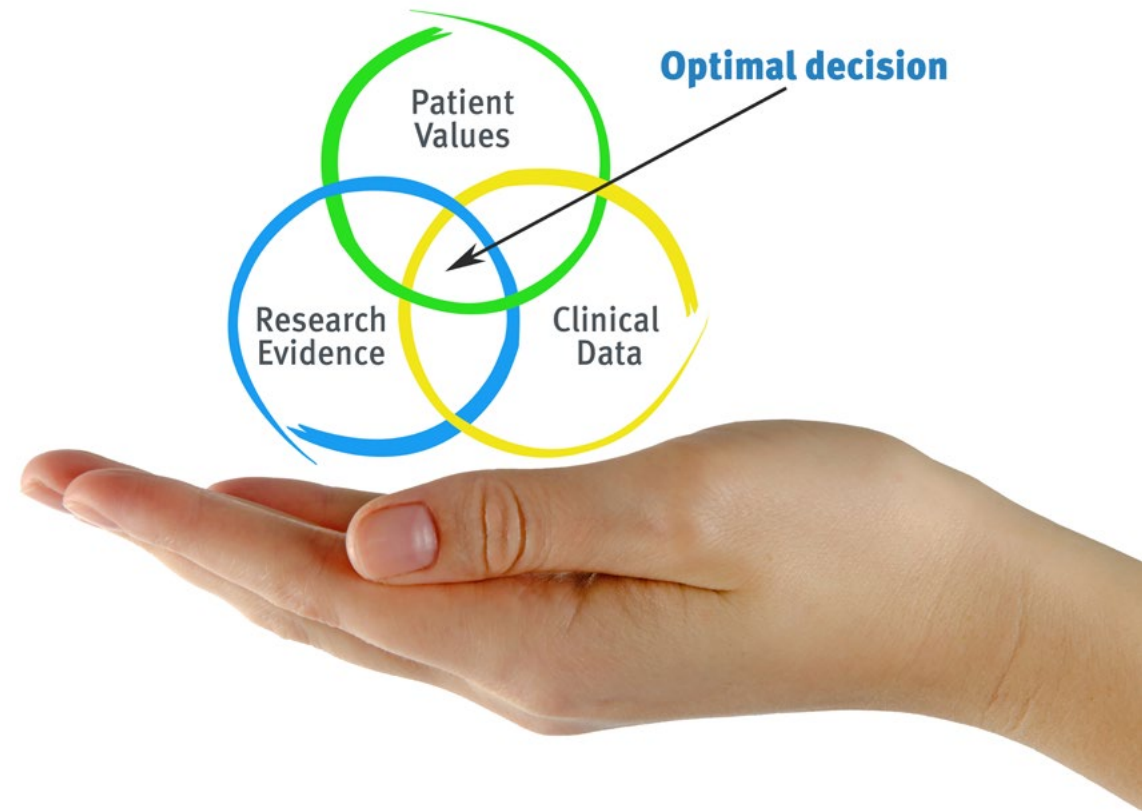 Optimal decision
Patient
Values
Research
Evidence
Clinical
Data